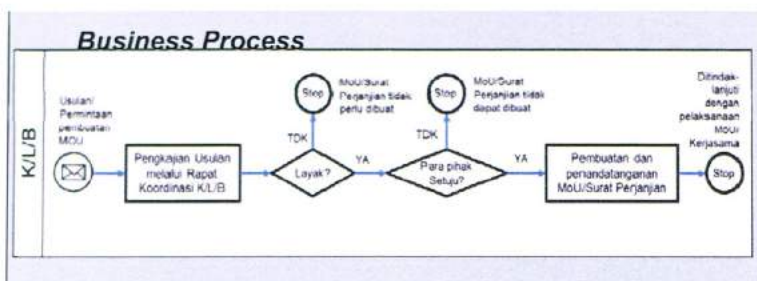 Business Process
K/L/B
Usulan/
Permintaan
pembuatan
MOU
Pengkajian Usulan
melalui Rapat
Koordinasi K/L/B
Layak?
TDK
Stop
MoU/Surat
Perjanjian tidak
perlu dibuat
YA
Para pihak
Setuju?
TDK
Stop
MoU/Surat
Perjanjian tidak
dapat dibuat
YA
Pembuatan dan
penandatanganan
MoU/Surat Perjanjian
Ditindak-
lanjuti
dengan
pelaksanaan
MoU/
Kerjasama
Stop